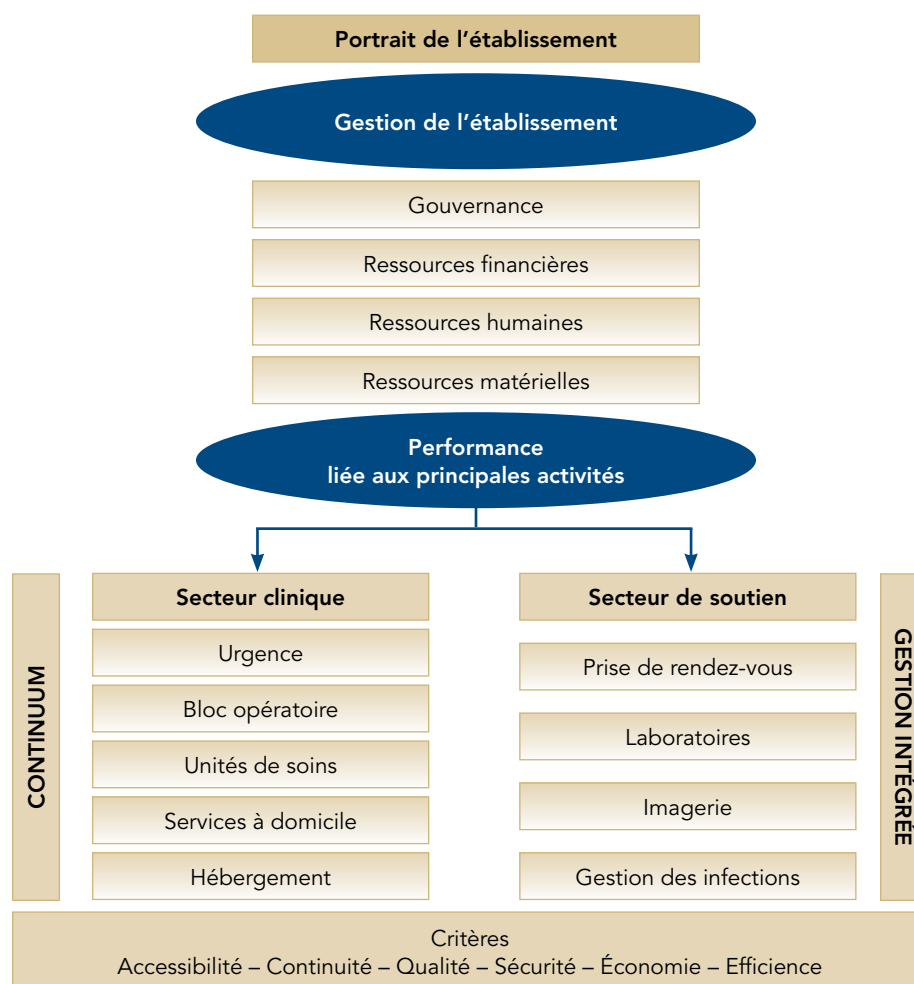 Portrait de l’établissement
Gestion de l’établissement
Gouvernance
Ressources financières
Ressources humaines
Ressources matérielles
Performance
liée aux principales activités
CONTINUUM
Secteur clinique
Urgence
Bloc opératoire
Unités de soins
Services à domicile
Hébergement
Secteur de soutien
Prise de rendez-vous
Laboratoires
Imagerie
Gestion des infections
GESTION INTÉGRÉE
Critères
Accessibilité – Continuité – Qualité – Sécurité – Économie – Efficience